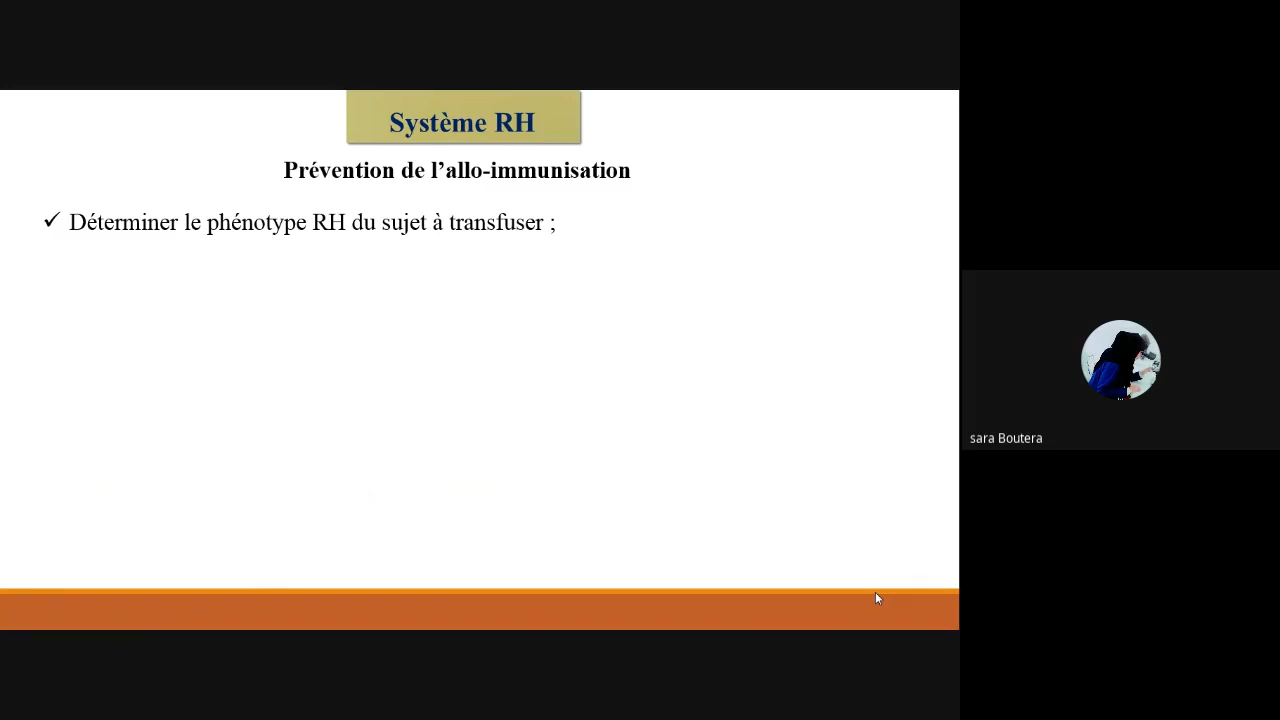 Système RH
Prévention de l’allo-immunisation
✓ Déterminer le phénotype RH du sujet à transfuser ;
sara Boutera